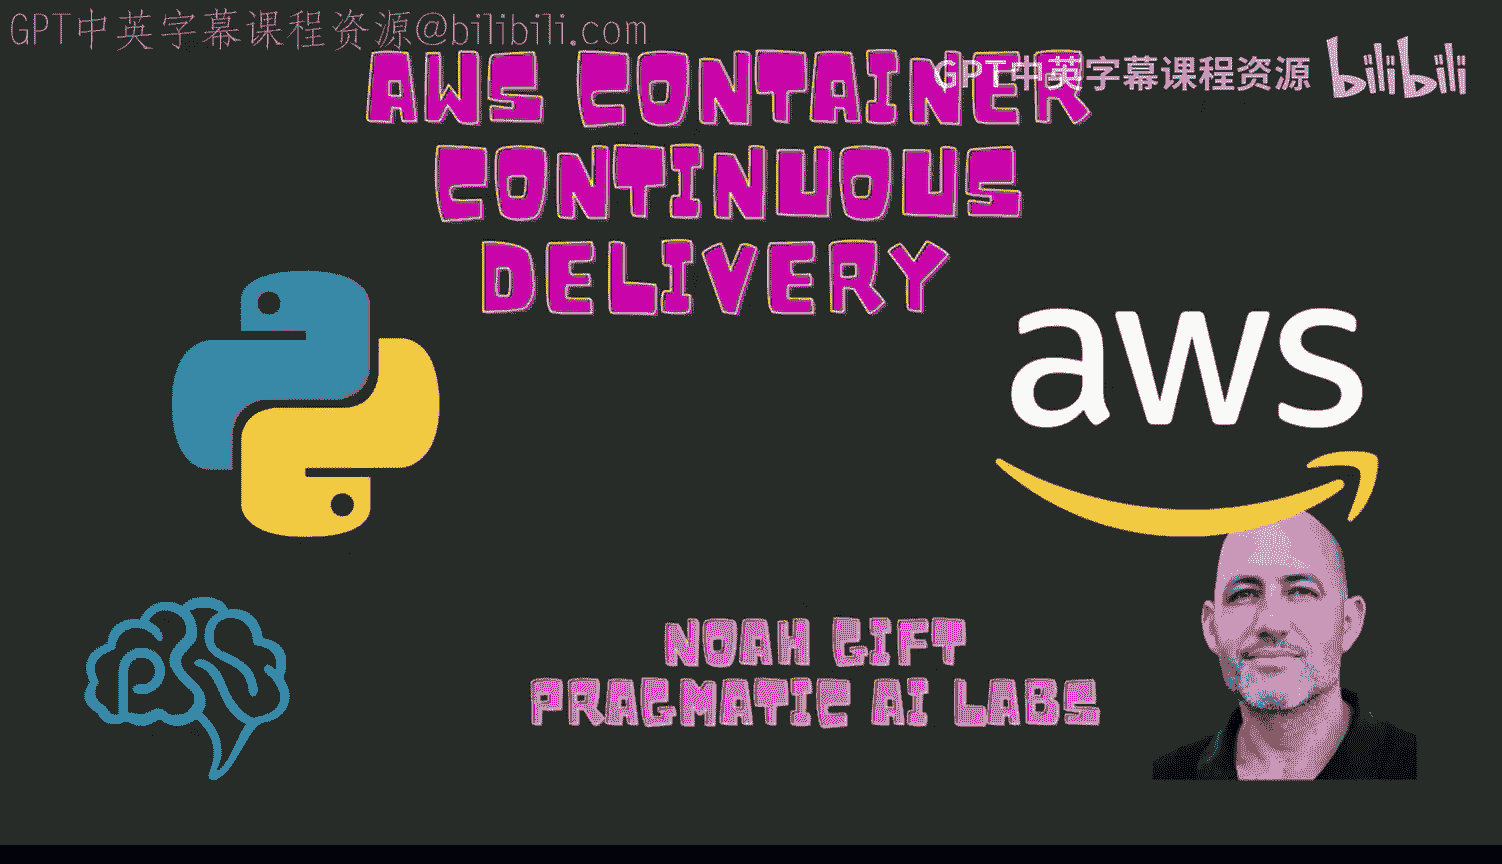 GPT中英字幕课程资源@bilibili.com
GPT中英字幕课程资源 bilibili
AWS CONTAINER
CONTINUOUS
DELIVERY
aws
NOAH GIFT
PRAGMATIC AI LABS